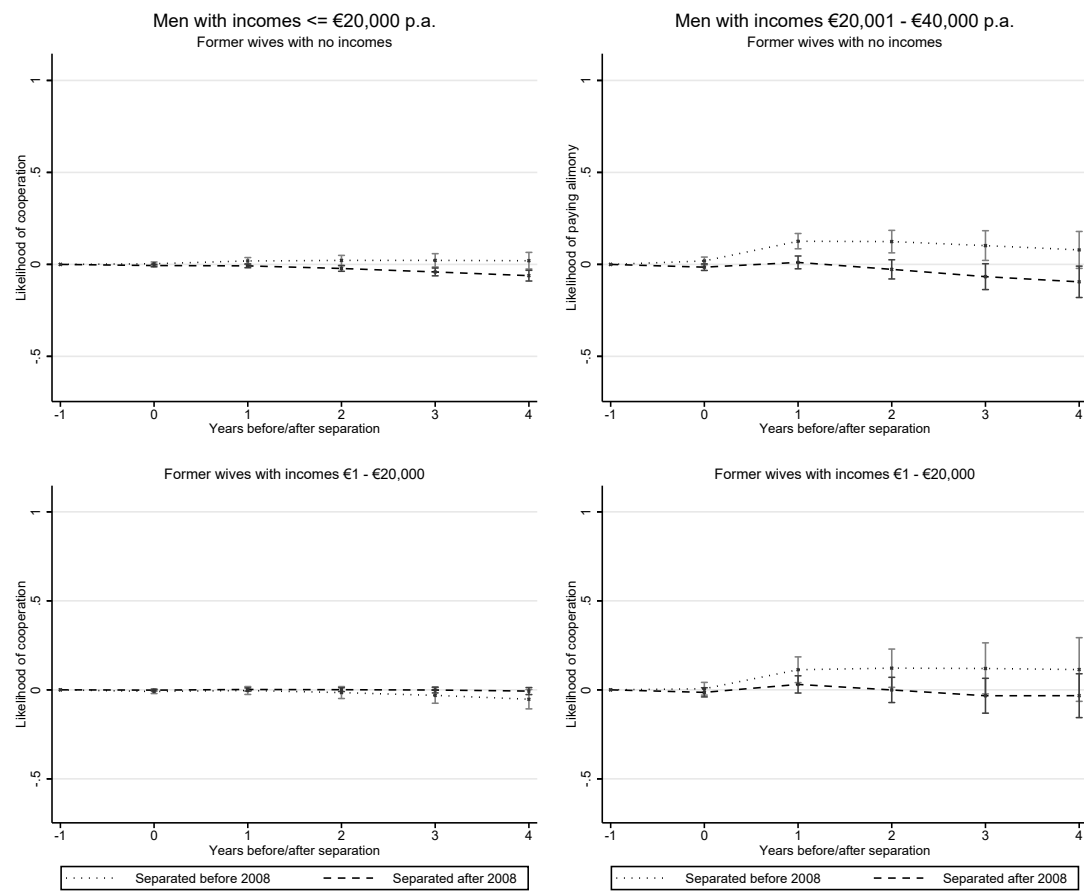 Men with incomes <= €20,000 p.a.
Former wives with no incomes
Likelihood of cooperation
1
.5
0
-.5
-1 0 1 2 3 4
Years before/after separation
Men with incomes €20,001 - €40,000 p.a.
Former wives with no incomes
Likelihood of paying alimony
1
.5
0
-.5
-1 0 1 2 3 4
Years before/after separation
Former wives with incomes €1 - €20,000
Likelihood of cooperation
1
.5
0
-.5
-1 0 1 2 3 4
Years before/after separation
Separated before 2008 Separated after 2008
Former wives with incomes €1 - €20,000
Likelihood of cooperation
1
.5
0
-.5
-1 0 1 2 3 4
Years before/after separation
Separated before 2008 Separated after 2008